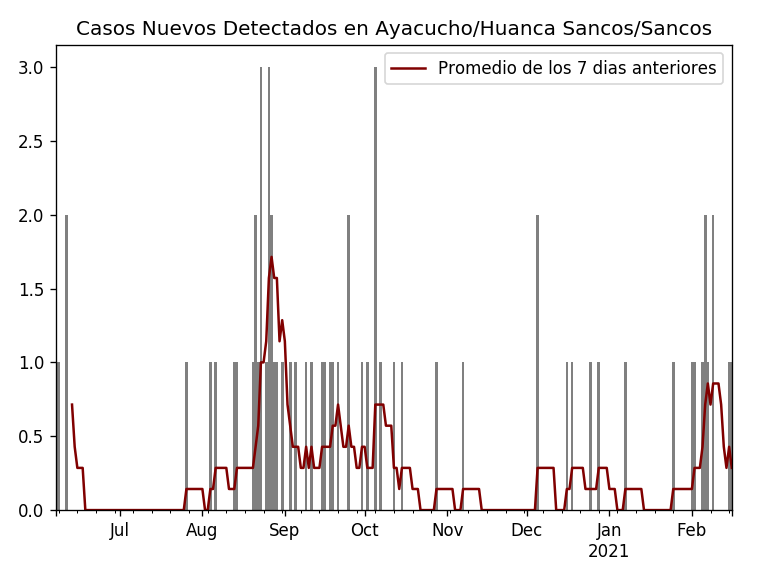 Casos Nuevos Detectados en Ayacucho/Huanca Sancos/Sancos
Promedio de los 7 dias anteriores
3.0
2.5
2.0
1.5
1.0
0.5
0.0
Jul Aug Sep Oct Nov Dec Jan Feb
2021